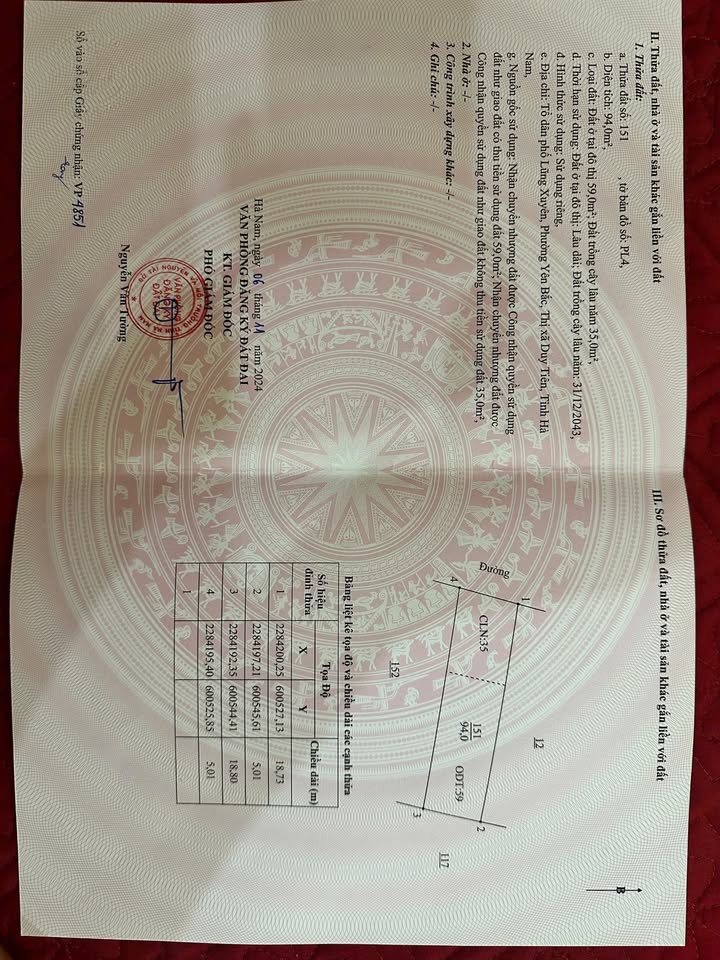 II. Thửa đất, nhà ở và tài sản khác gắn liền với đất
1. Thửa đất:
a. Thửa đất số: 151 , tờ bản đồ số: PL4,
b. Diện tích: 94,0m²,
c. Loại đất: Đất ở tại đô thị 59,0m²; Đất trồng cây lâu năm 35,0m²,
d. Thời hạn sử dụng: Đất ở tại đô thị: Lâu dài; Đất trồng cây lâu năm: 31/12/2043,
đ. Hình thức sử dụng: Sử dụng riêng,
e. Địa chỉ: Tổ dân phố Lũng Xuyên, Phường Yên Bắc, Thị xã Duy Tiên, Tỉnh Hà
Nam,
g. Nguồn gốc sử dụng: Nhận chuyển nhượng đất được Công nhận quyền sử dụng
đất như giao đất có thu tiền sử dụng đất 59,0m²; Nhận chuyển nhượng đất được
Công nhận quyền sử dụng đất như giao đất không thu tiền sử dụng đất 35,0m²,
2. Nhà ở: -/-
3. Công trình xây dựng khác: -/-
4. Ghi chú: -/-
Hà Nam, ngày 06 tháng 11 năm 2024
VĂN PHÒNG ĐĂNG KÝ ĐẤT ĐAI
KT. GIÁM ĐỐC
PHÓ GIÁM ĐỐC
VĂN PHÒNG
ĐĂNG KÝ
ĐẤT ĐAI
Nguyễn Văn Tường
Số vào sổ cấp Giấy chứng nhận: VP 4851
III. Sơ đồ thửa đất, nhà ở và tài sản khác gắn liền với đất
B
12
Đường
1
2
CLN:35
151
94,0
ODT:59
4
3
117
152
Bảng liệt kê tọa độ và chiều dài các cạnh thửa
Số hiệu đỉnh thửa Tọa Độ Chiều dài (m)
X Y
1 2284200,25 600527,13 18,73
2 2284197,21 600545,61 5,01
3 2284192,35 600544,41 18,80
4 2284195,40 600525,85 5,01
1